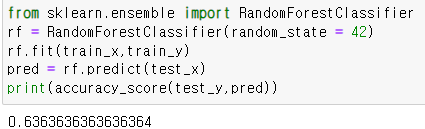 from sklearn.ensemble import RandomForestClassifier
rf = RandomForestClassifier(random_state = 42)
rf.fit(train_x,train_y)
pred = rf.predict(test_x)
print(accuracy_score(test_y,pred))
0.6363636363636364